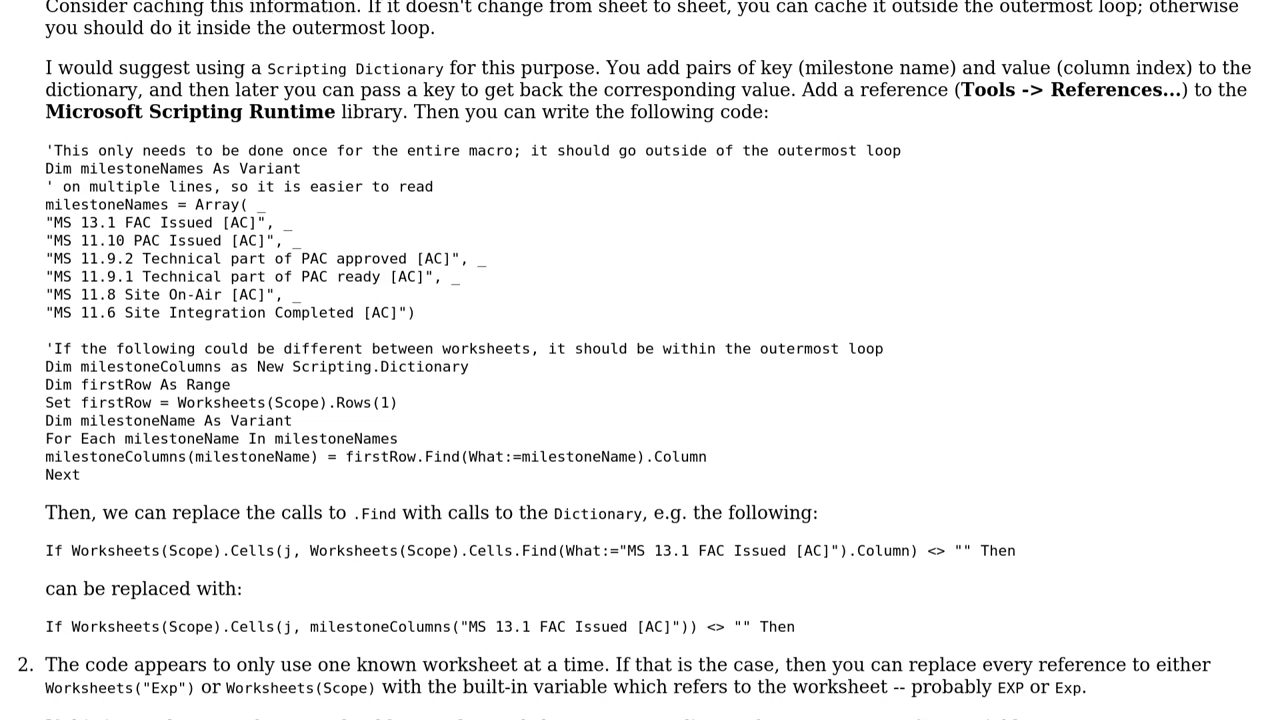 Consider caching this information. If it doesn't change from sheet to sheet, you can cache it outside the outermost loop; otherwise
you should do it inside the outermost loop.
I would suggest using a Scripting Dictionary for this purpose. You add pairs of key (milestone name) and value (column index) to the
dictionary, and then later you can pass a key to get back the corresponding value. Add a reference (Tools -> References...) to the
Microsoft Scripting Runtime library. Then you can write the following code:
'This only needs to be done once for the entire macro; it should go outside of the outermost loop
Dim milestoneNames As Variant
' on multiple lines, so it is easier to read
milestoneNames = Array( _
"MS 13.1 FAC Issued [AC]", _
"MS 11.10 PAC Issued [AC]", _
"MS 11.9.2 Technical part of PAC approved [AC]", _
"MS 11.9.1 Technical part of PAC ready [AC]", _
"MS 11.8 Site On-Air [AC]", _
"MS 11.6 Site Integration Completed [AC]")
'If the following could be different between worksheets, it should be within the outermost loop
Dim milestoneColumns as New Scripting.Dictionary
Dim firstRow As Range
Set firstRow = Worksheets(Scope).Rows(1)
Dim milestoneName As Variant
For Each milestoneName In milestoneNames
milestoneColumns(milestoneName) = firstRow.Find(What:=milestoneName).Column
Next
Then, we can replace the calls to .Find with calls to the Dictionary, e.g. the following:
If Worksheets(Scope).Cells(j, Worksheets(Scope).Cells.Find(What:="MS 13.1 FAC Issued [AC]").Column) <> "" Then
can be replaced with:
If Worksheets(Scope).Cells(j, milestoneColumns("MS 13.1 FAC Issued [AC]")) <> "" Then
2. The code appears to only use one known worksheet at a time. If that is the case, then you can replace every reference to either
Worksheets("Exp") or Worksheets(Scope) with the built-in variable which refers to the worksheet -- probably EXP or Exp.